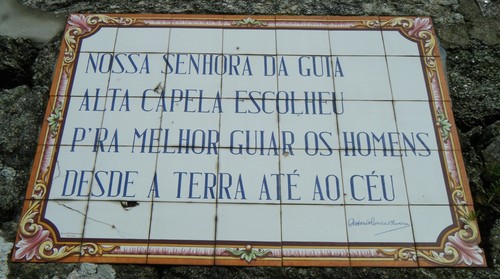 NOSSA SENHORA DA GUIA
ALTA CAPELA ESCOLHEU
P'RA MELHOR GUIAR OS HOMENS
DESDE A TERRA ATÉ AO CÉU